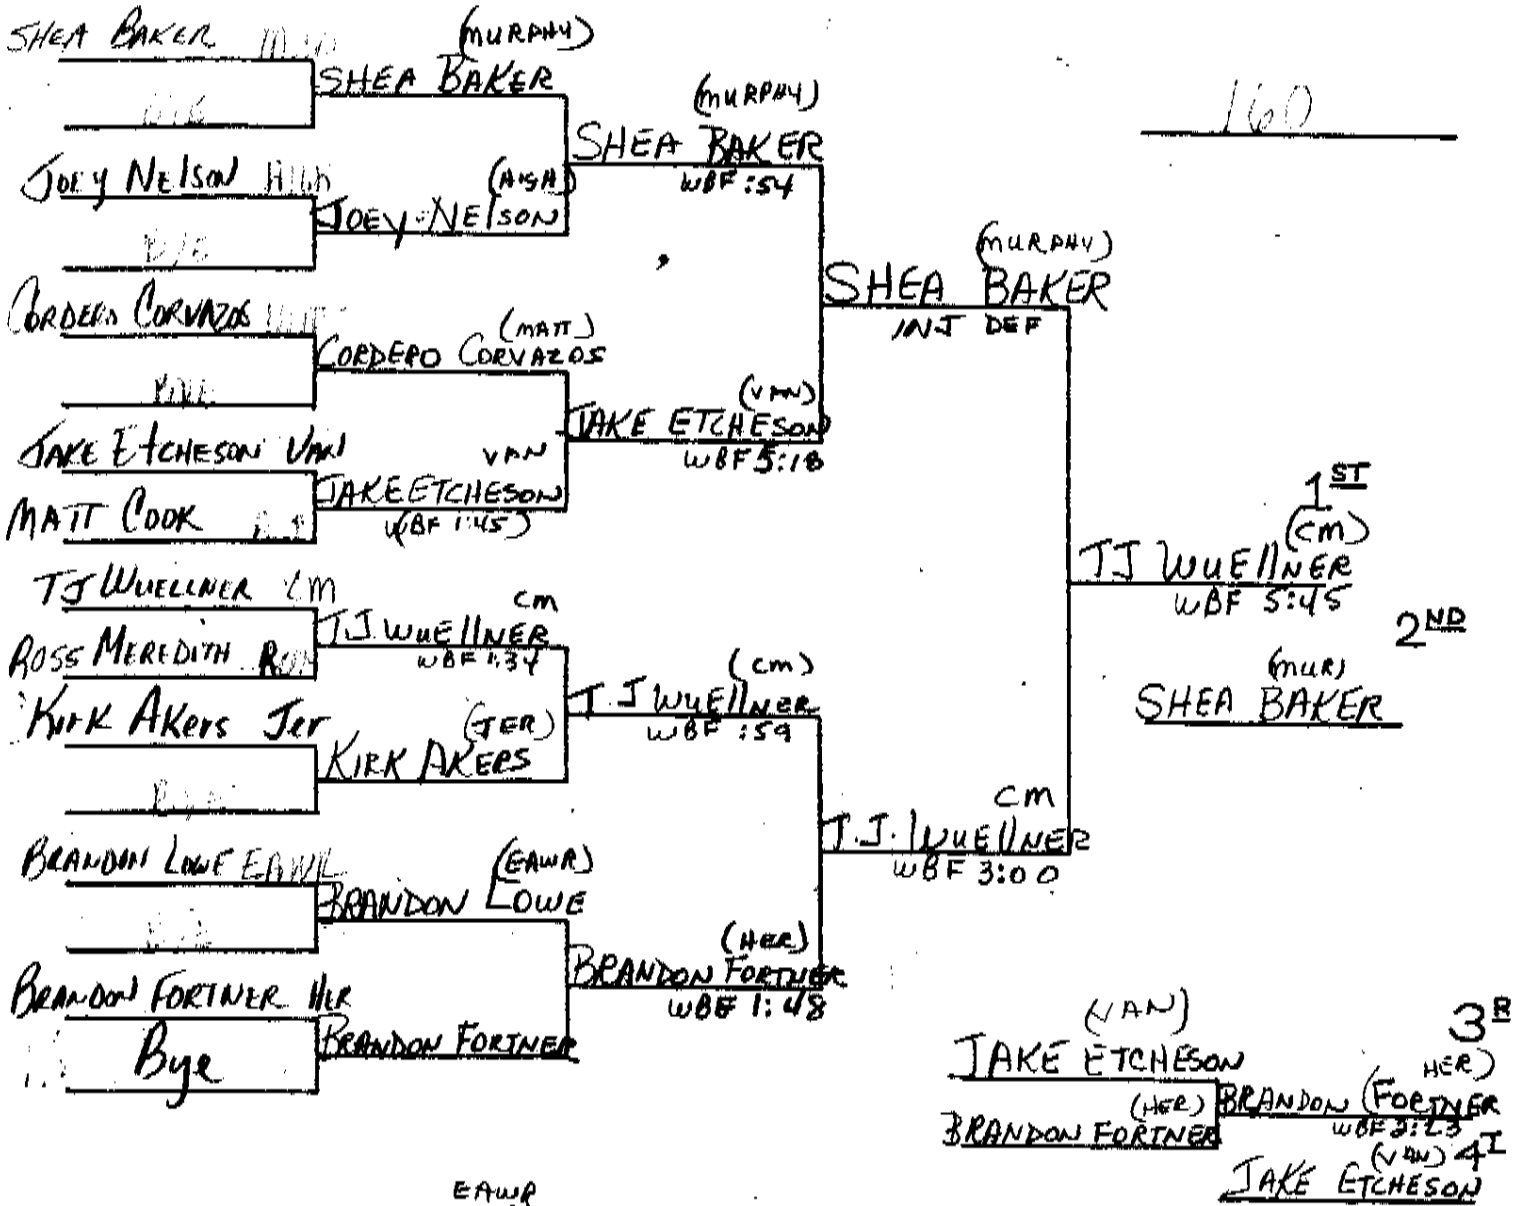 SHEA BAKER
Joey Nelson HIGH
Bye
CORDERO CORVAZOS
JAKE ETCHESON VAN
MATT COOK
TJ WUELLNER CM
ROSS MEREDITH
Kirk Akers Jer
BRANDON LOWE EAWR
BRANDON FORTNER HER
Bye
(MURPHY)
SHEA BAKER
JOEY NELSON
(MATT)
CORDERO CORVAZOS
VAN
JAKE ETCHESON
WBF 1:45
CM
T.J. WUELLNER
WBF 1:34
(JER)
KIRK AKERS
(EAWR)
BRANDON LOWE
BRANDON FORTNER
(MURPHY)
SHEA BAKER
WBF :54
(VAN)
JAKE ETCHESON
WBF 5:18
(CM)
T.J WUELLNER
WBF :59
(HER)
BRANDON FORTNER
WBF 1:48
160
(MURPHY)
SHEA BAKER
INJ DEF
CM
T.J. WUELLNER
WBF 3:00
1ST
(CM)
TJ WUELLNER
WBF 5:45
2ND
(MUR)
SHEA BAKER
(VAN)
JAKE ETCHESON
(HER)
BRANDON FORTNER
3R
HER)
BRANDON (FORTNER
(VAN) 4T
JAKE ETCHESON
EAWR